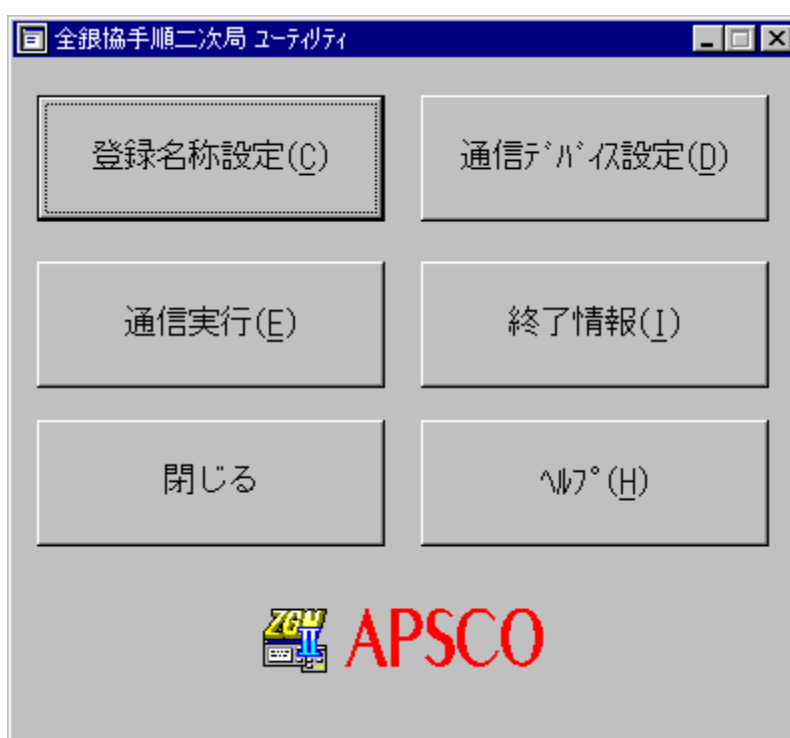 全銀協手順二次局 ﾕｰﾃｨﾘﾃｨ
登録名称設定(C)
通信ﾃﾞﾊﾞｲｽ設定(D)
通信実行(E)
終了情報(I)
閉じる
ﾍﾙﾌﾟ(H)
ZGM
II
APSCO